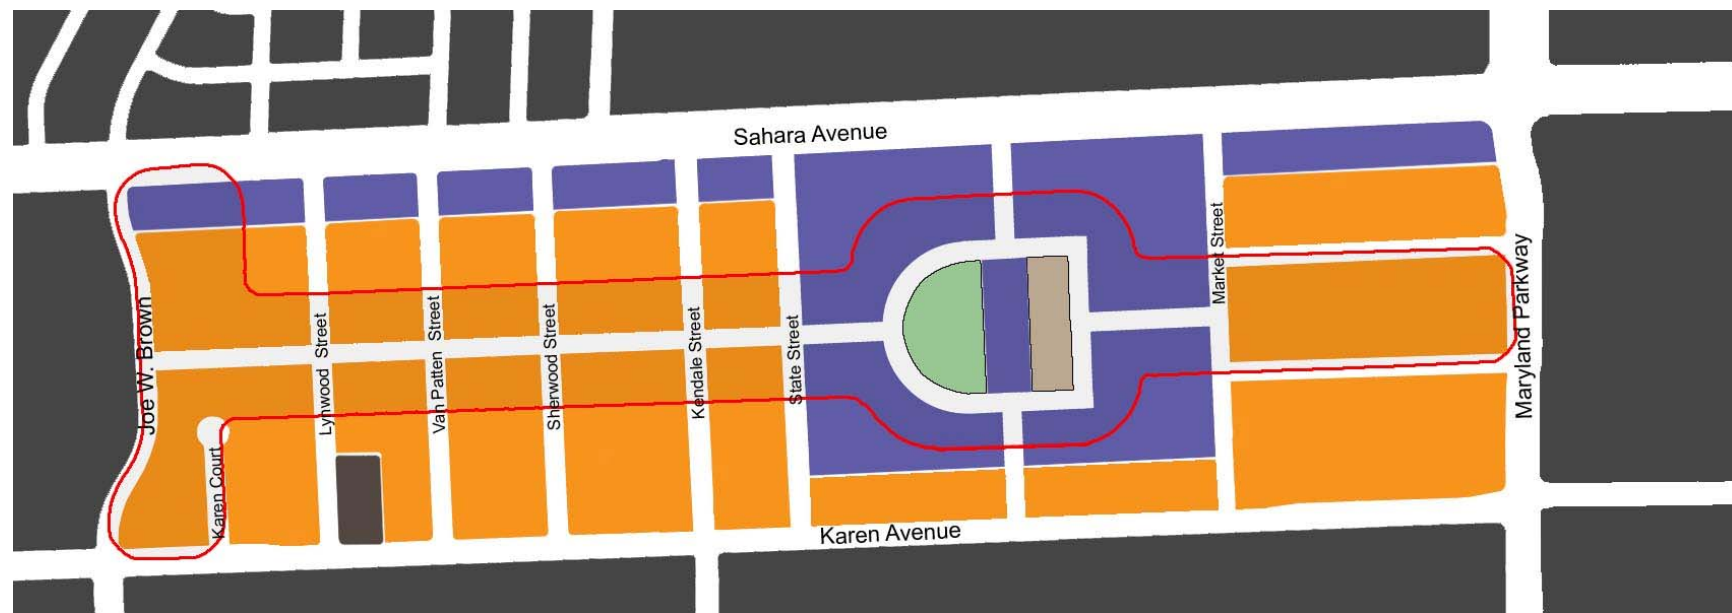 Sahara Avenue
Joe W. Brown
Karen Court
Lynwood Street
Van Patten Street
Sherwood Street
Kendale Street
State Street
Market Street
Maryland Parkway
Karen Avenue